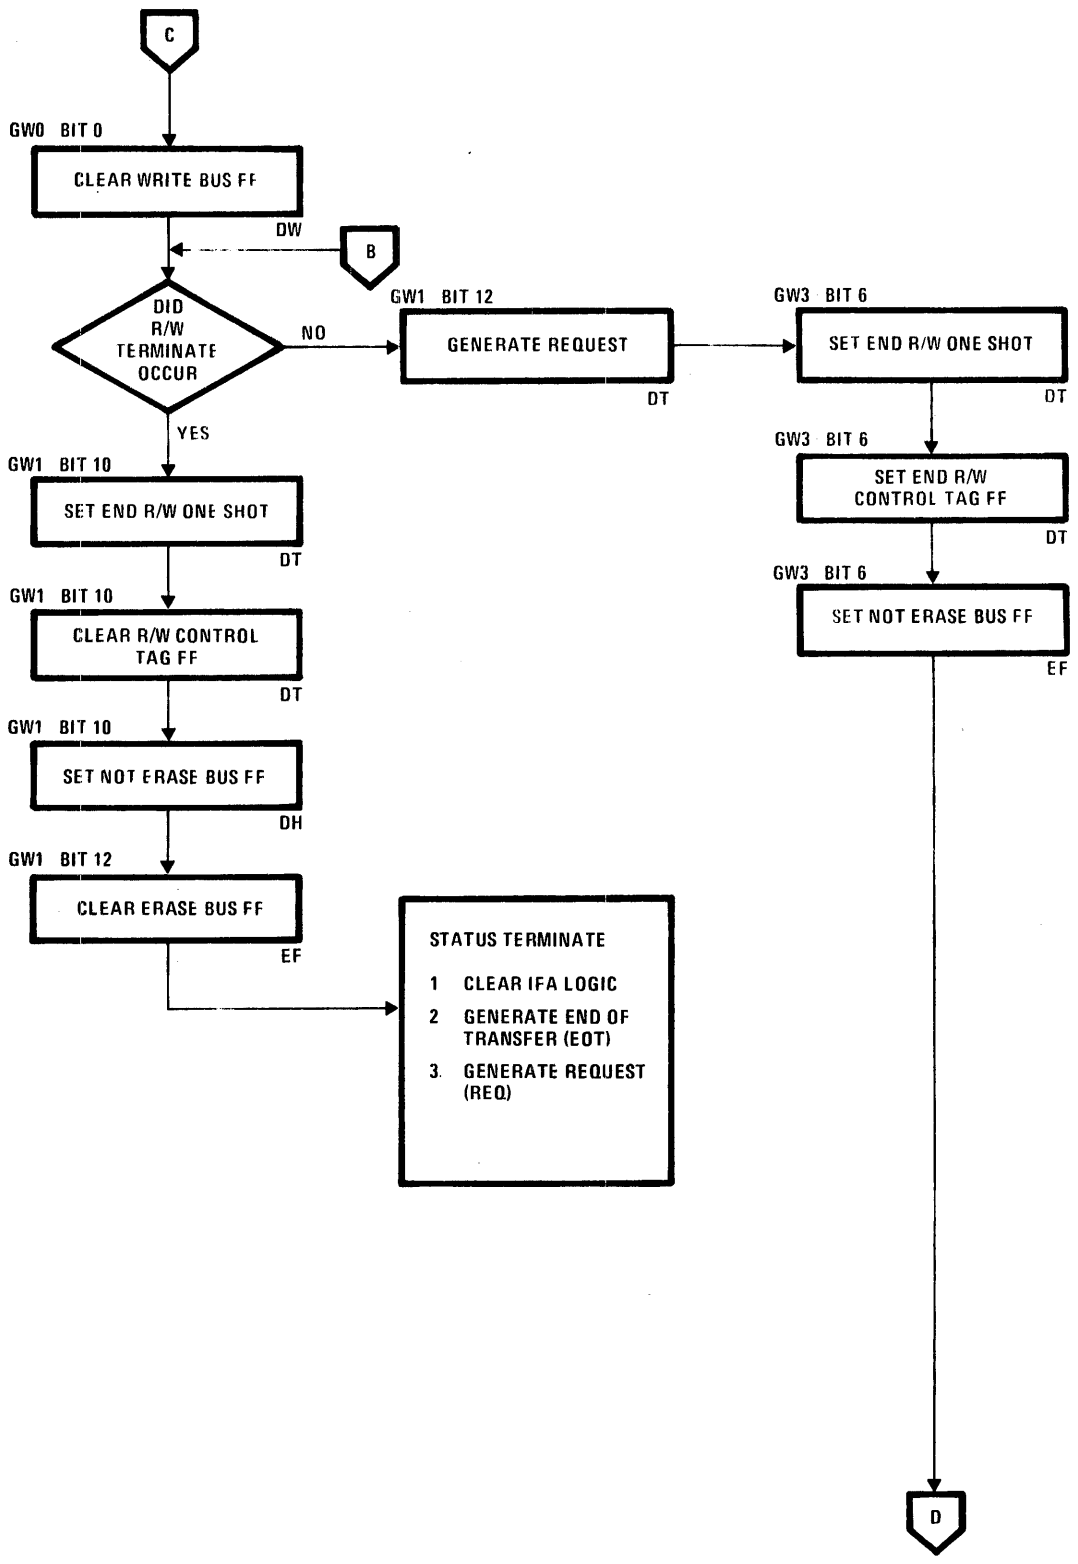 C
GW0 BIT 0
CLEAR WRITE BUS FF
DW
B
DID
R/W
TERMINATE
OCCUR
NO
YES
GW1 BIT 12
GENERATE REQUEST
DT
GW3 BIT 6
SET END R/W ONE SHOT
DT
GW3 BIT 6
SET END R/W
CONTROL TAG FF
DT
GW3 BIT 6
SET NOT ERASE BUS FF
EF
GW1 BIT 10
SET END R/W ONE SHOT
DT
GW1 BIT 10
CLEAR R/W CONTROL
TAG FF
DT
GW1 BIT 10
SET NOT ERASE BUS FF
DH
GW1 BIT 12
CLEAR ERASE BUS FF
EF
STATUS TERMINATE
1 CLEAR IFA LOGIC
2 GENERATE END OF
TRANSFER (EOT)
3. GENERATE REQUEST
(REQ)
D